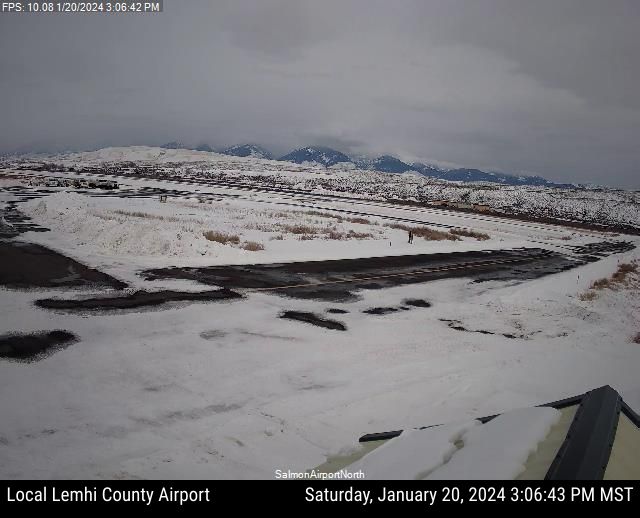 FPS: 10.08 1/20/2024 3:06:42 PM
SalmonAirportNorth
Local Lemhi County Airport Saturday, January 20, 2024 3:06:43 PM MST